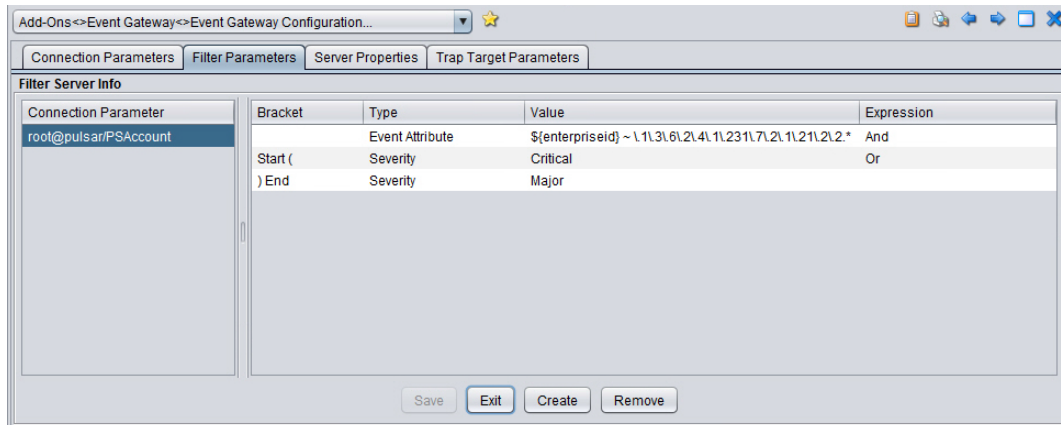 Add-Ons<>Event Gateway<>Event Gateway Configuration...
Connection Parameters Filter Parameters Server Properties Trap Target Parameters
Filter Server Info
Connection Parameter Bracket Type Value Expression
root@pulsar/PSAccount Event Attribute ${enterpriseid} ~ \.1\.3\.6\.2\.4\.1\.231\.7\.2\.1\.21\.2\.2.* And
Start ( Severity Critical Or
) End Severity Major
Save Exit Create Remove